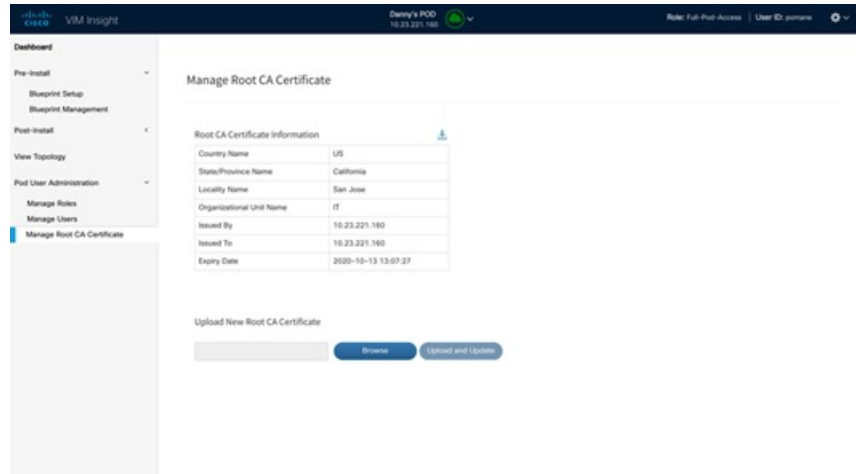 cisco VIM Insight
Danny's POD
10.23.221.160
Role: Full-Pod-Access | User ID: pomane
Dashboard
Pre-Install
Blueprint Setup
Blueprint Management
Post-Install
View Topology
Pod User Administration
Manage Roles
Manage Users
Manage Root CA Certificate
Manage Root CA Certificate
Root CA Certificate Information
Country Name US
State/Province Name California
Locality Name San Jose
Organizational Unit Name IT
Issued By 10.23.221.160
Issued To 10.23.221.160
Expiry Date 2020-10-13 13:07:27
Upload New Root CA Certificate
Browse Upload and Update